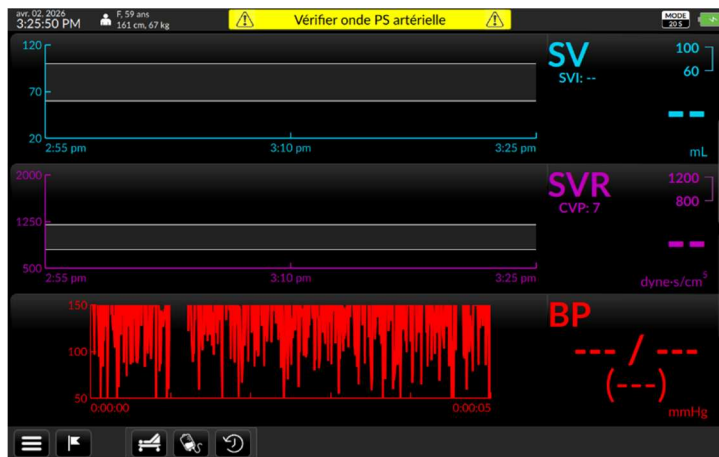 avr. 02, 2026
3:25:50 PM
F, 59 ans
161 cm, 67 kg
Vérifier onde PS artérielle
MODE
20 S
120
70
20
2:55 pm
3:10 pm
3:25 pm
SV
SVI: --
100
60
--
mL
2000
1250
500
2:55 pm
3:10 pm
3:25 pm
SVR
CVP: 7
1200
800
--
dyne·s/cm⁵
150
100
50
0:00:00
0:00:05
BP
--- / ---
(---)
mmHg